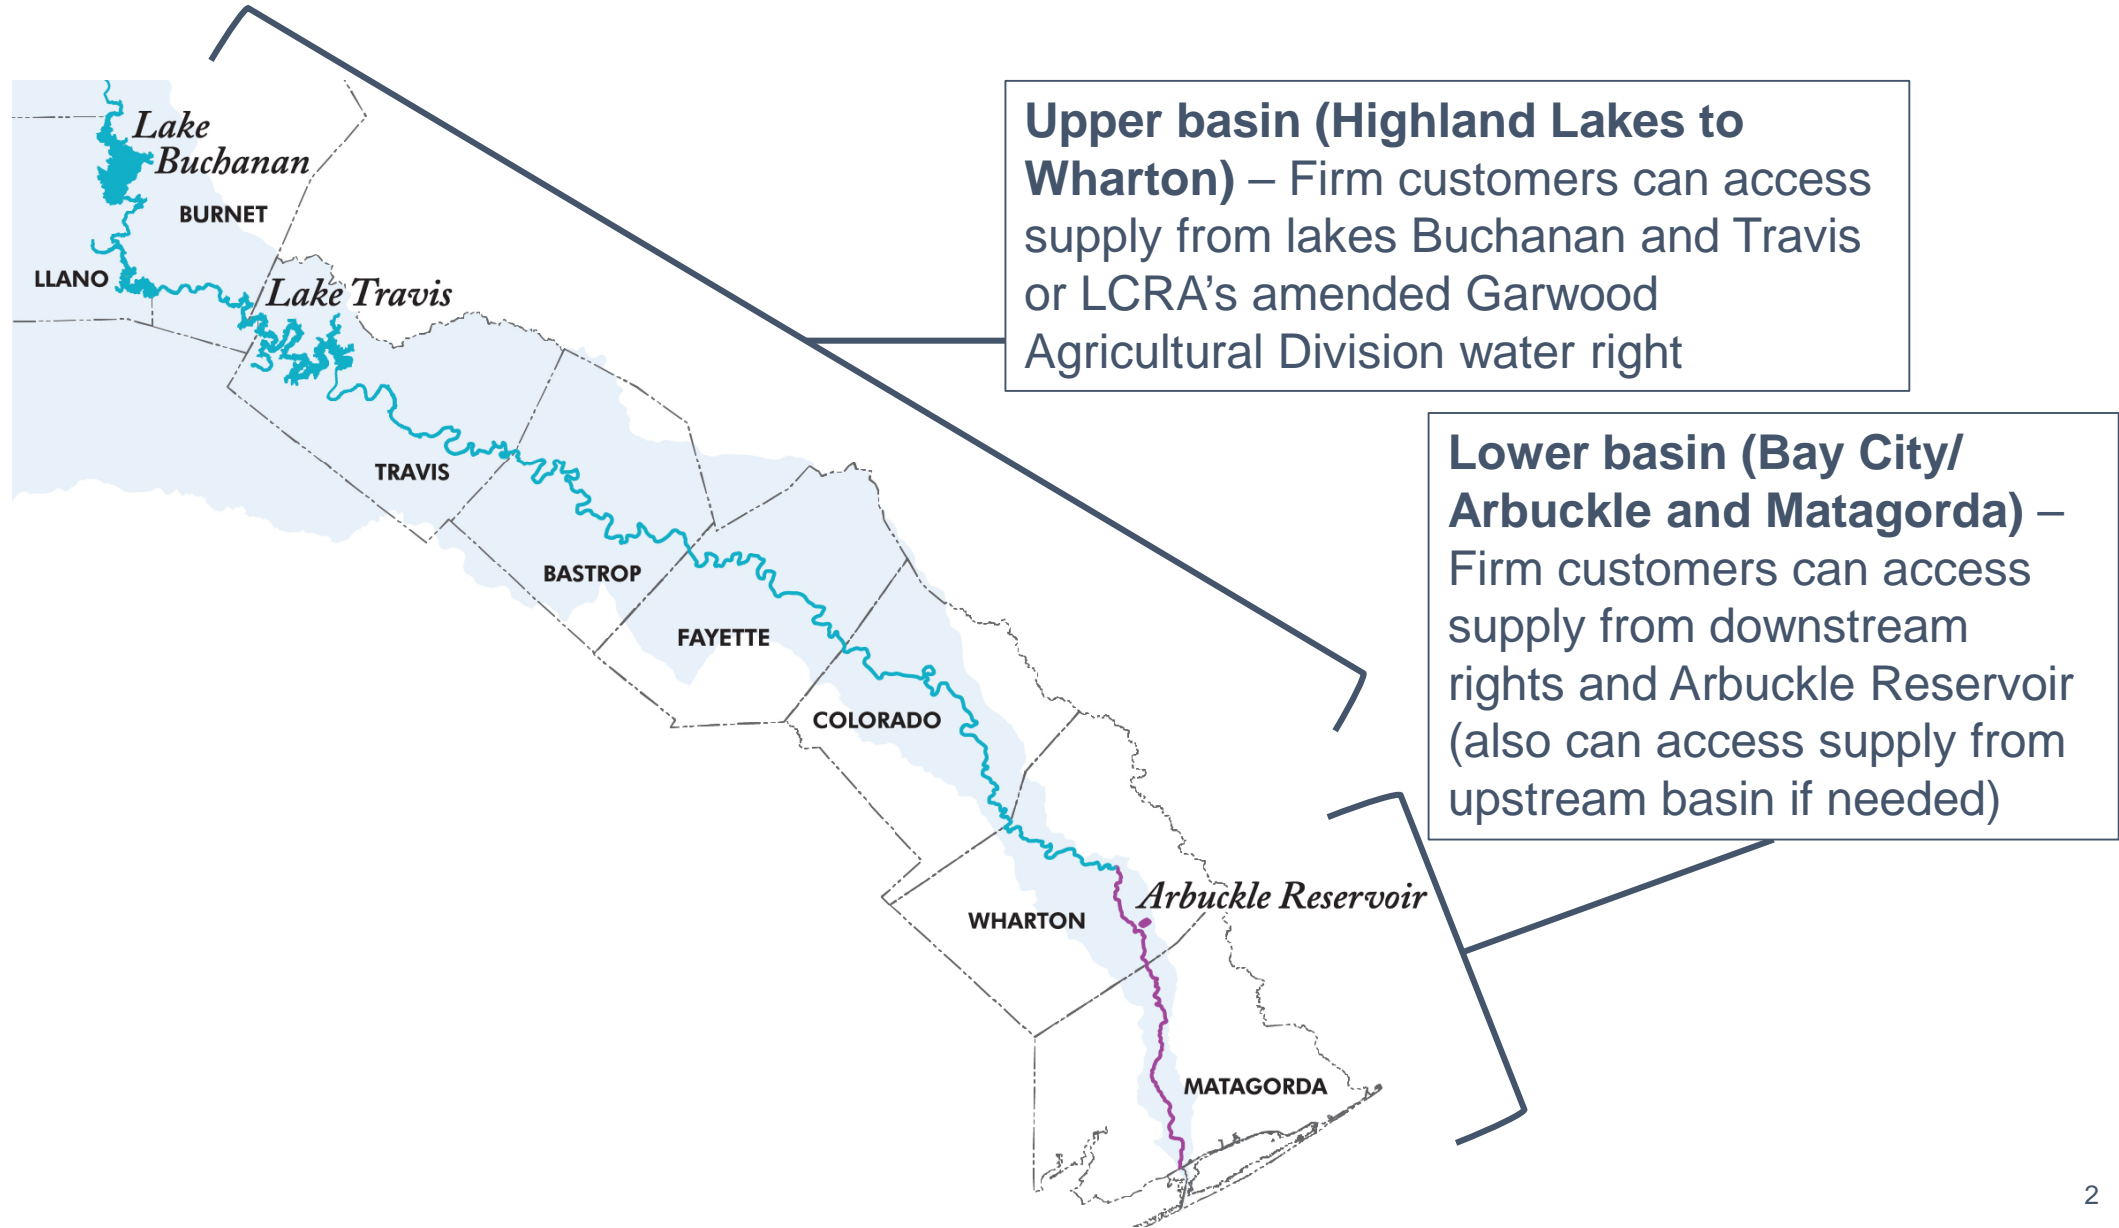 Upper basin (Highland Lakes to
Wharton) – Firm customers can access
supply from lakes Buchanan and Travis
or LCRA’s amended Garwood
Agricultural Division water right
Lower basin (Bay City/
Arbuckle and Matagorda) –
Firm customers can access
supply from downstream
rights and Arbuckle Reservoir
(also can access supply from
upstream basin if needed)
Lake
Buchanan
BURNET
LLANO
Lake Travis
TRAVIS
BASTROP
FAYETTE
COLORADO
Arbuckle Reservoir
WHARTON
MATAGORDA
2